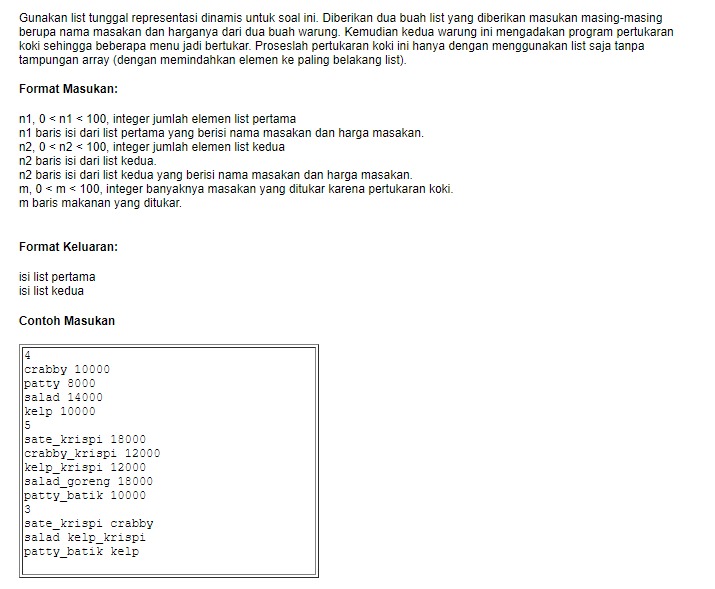 Gunakan list tunggal representasi dinamis untuk soal ini. Diberikan dua buah list yang diberikan masukan masing-masing
berupa nama masakan dan harganya dari dua buah warung. Kemudian kedua warung ini mengadakan program pertukaran
koki sehingga beberapa menu jadi bertukar. Proseslah pertukaran koki ini hanya dengan menggunakan list saja tanpa
tampungan array (dengan memindahkan elemen ke paling belakang list).
Format Masukan:
n1, 0 < n1 < 100, integer jumlah elemen list pertama
n1 baris isi dari list pertama yang berisi nama masakan dan harga masakan.
n2, 0 < n2 < 100, integer jumlah elemen list kedua
n2 baris isi dari list kedua.
n2 baris isi dari list kedua yang berisi nama masakan dan harga masakan.
m, 0 < m < 100, integer banyaknya masakan yang ditukar karena pertukaran koki.
m baris makanan yang ditukar.
Format Keluaran:
isi list pertama
isi list kedua
Contoh Masukan
4
crabby 10000
patty 8000
salad 14000
kelp 10000
5
sate_krispi 18000
crabby_krispi 12000
kelp_krispi 12000
salad_goreng 18000
patty_batik 10000
3
sate_krispi crabby
salad kelp_krispi
patty_batik kelp